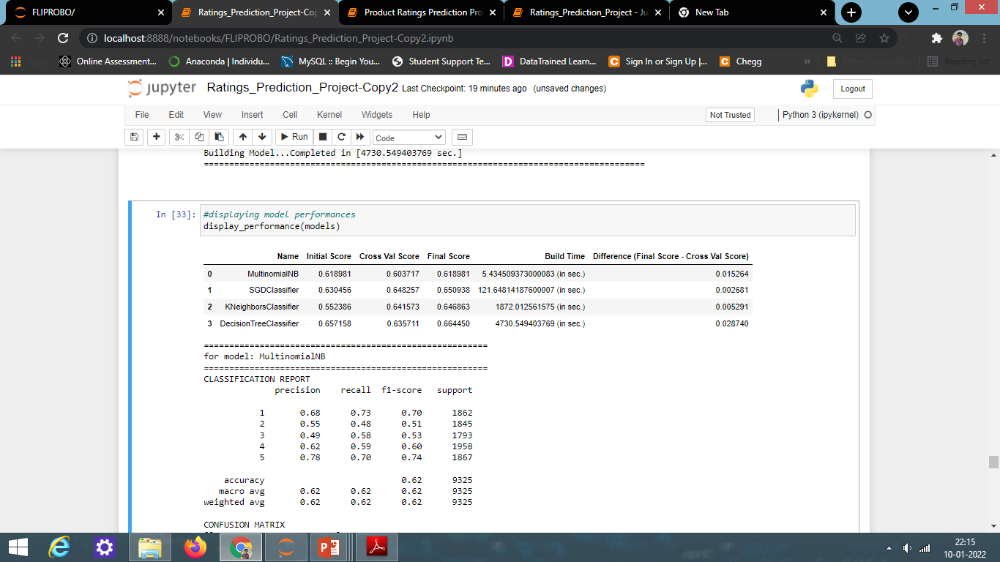 FLIPROBO/
Ratings_Prediction_Project-Cop
Product Ratings Prediction Pro
Ratings_Prediction_Project - Ju
New Tab
localhost:8888/notebooks/FLIPROBO/Ratings_Prediction_Project-Copy2.ipynb
Apps Online Assessment... Anaconda | Individu... MySQL :: Begin You... Student Support Te... DataTrained Learn... Sign In or Sign Up |... Chegg » Other bookmarks Reading list
jupyter Ratings_Prediction_Project-Copy2 Last Checkpoint: 19 minutes ago (unsaved changes) Logout
File Edit View Insert Cell Kernel Widgets Help Not Trusted Python 3 (ipykernel)
Run Code
Building Model...Completed in [4730.549403769 sec.]
=======================================================================================
In [33]: #displaying model performances
display_performance(models)
Name Initial Score Cross Val Score Final Score Build Time Difference (Final Score - Cross Val Score)
0 MultinomialNB 0.618981 0.603717 0.618981 5.434509373000083 (in sec.) 0.015264
1 SGDClassifier 0.630456 0.648257 0.650938 121.64814187600007 (in sec.) 0.002681
2 KNeighborsClassifier 0.552386 0.641573 0.646863 1872.012561575 (in sec.) 0.005291
3 DecisionTreeClassifier 0.657158 0.635711 0.664450 4730.549403769 (in sec.) 0.028740
========================================================
for model: MultinomialNB
========================================================
CLASSIFICATION REPORT
precision recall f1-score support
1 0.68 0.73 0.70 1862
2 0.55 0.48 0.51 1845
3 0.49 0.58 0.53 1793
4 0.62 0.59 0.60 1958
5 0.78 0.70 0.74 1867
accuracy 0.62 9325
macro avg 0.62 0.62 0.62 9325
weighted avg 0.62 0.62 0.62 9325
CONFUSION MATRIX
22:15
10-01-2022